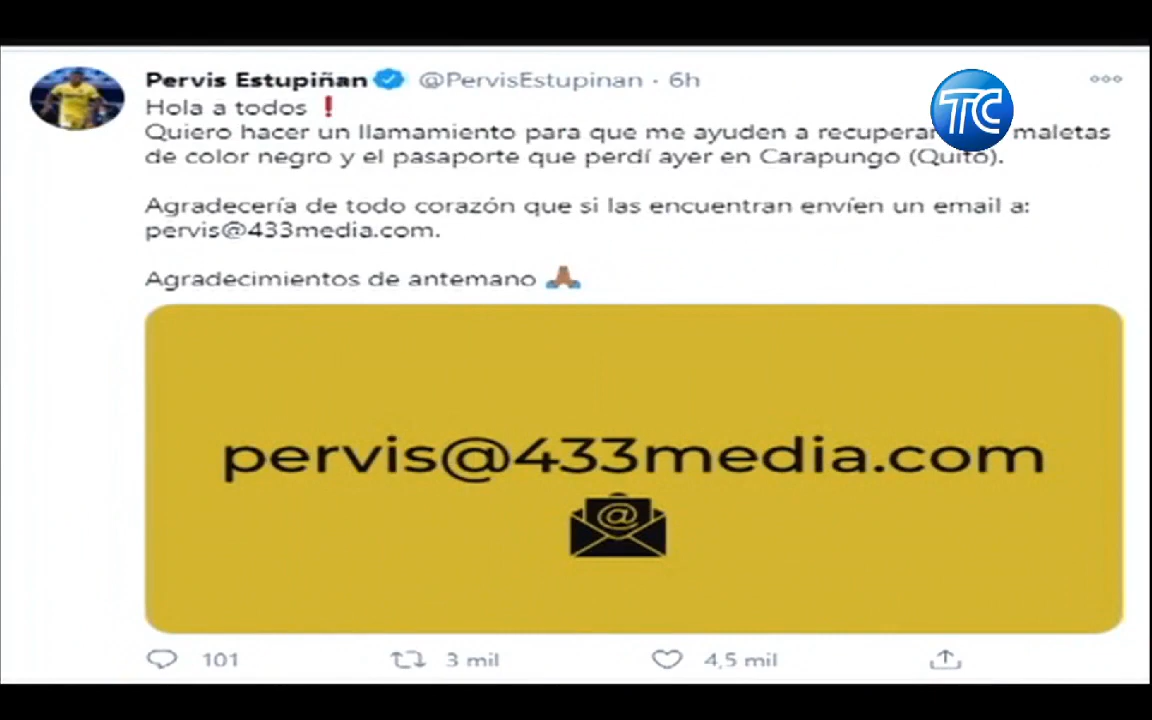 Pervis Estupiñan @PervisEstupinan · 6h
TC
Hola a todos ❗
Quiero hacer un llamamiento para que me ayuden a recuperar maletas
de color negro y el pasaporte que perdí ayer en Carapungo (Quito).
Agradecería de todo corazón que si las encuentran envíen un email a:
pervis@433media.com.
Agradecimientos de antemano 🙏🏽
pervis@433media.com
@
101 3 mil 4,5 mil